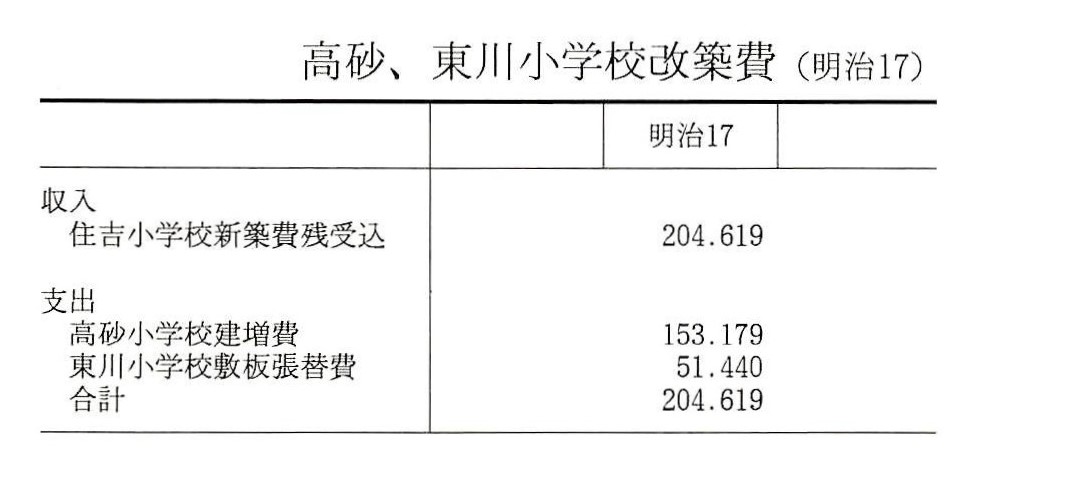 高砂、東川小学校改築費（明治17）
明治17
収入
住吉小学校新築費残受込 204.619
支出
高砂小学校建増費 153.179
東川小学校敷板張替費 51.440
合計 204.619